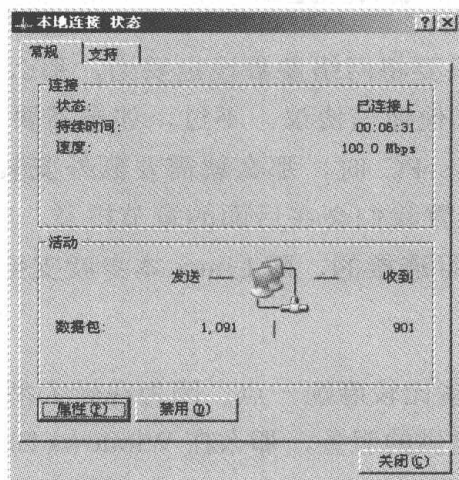 本地连接 状态
常规 支持
连接
状态: 已连接上
持续时间: 00:06:31
速度: 100.0 Mbps
活动
发送 — — 收到
数据包: 1,091 | 901
属性(P) 禁用(D)
关闭(C)